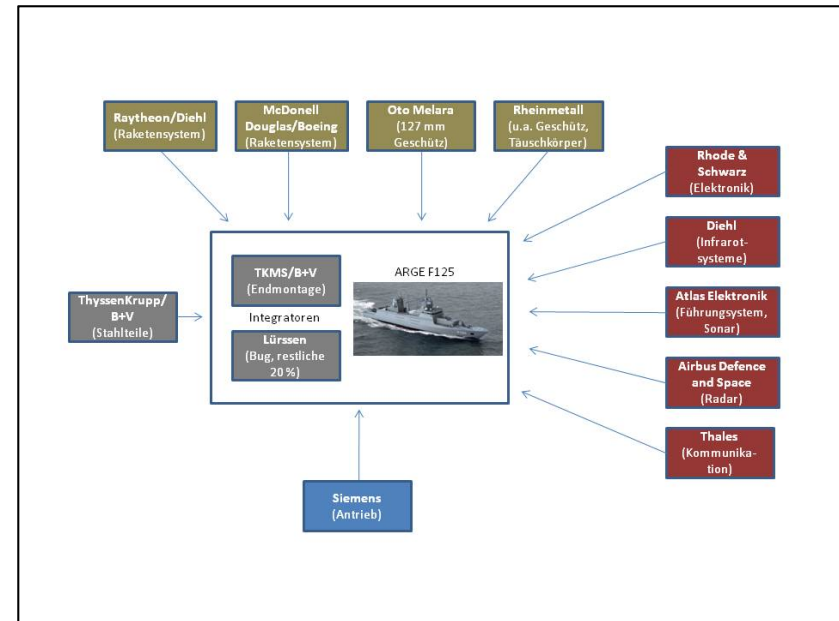 Raytheon/Diehl
(Raketensystem)
McDonell
Douglas/Boeing
(Raketensystem)
Oto Melara
(127 mm
Geschütz)
Rheinmetall
(u.a. Geschütz,
Täuschkörper)
Rhode &
Schwarz
(Elektronik)
Diehl
(Infrarot-
systeme)
Atlas Elektronik
(Führungsystem,
Sonar)
Airbus Defence
and Space
(Radar)
Thales
(Kommunika-
tion)
ThyssenKrupp/
B+V
(Stahlteile)
TKMS/B+V
(Endmontage)
Integratoren
Lürssen
(Bug, restliche
20 %)
ARGE F125
Siemens
(Antrieb)